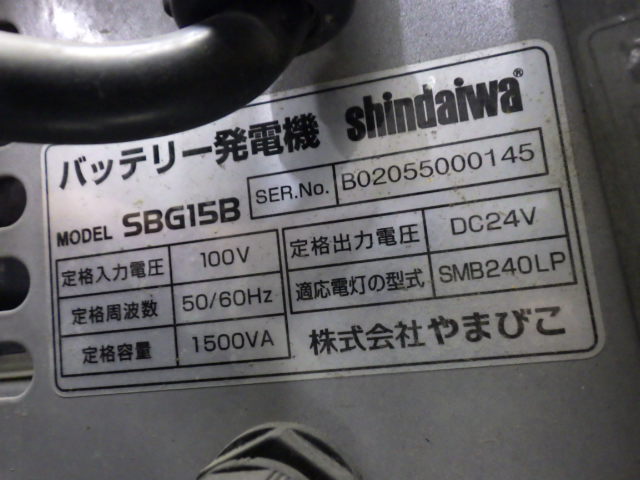 バッテリー発電機 shindaiwa®
MODEL SBG15B SER.No. B02055000145
定格入力電圧 100V
定格周波数 50/60Hz
定格容量 1500VA
定格出力電圧 DC24V
適応電灯の型式 SMB240LP
株式会社やまびこ